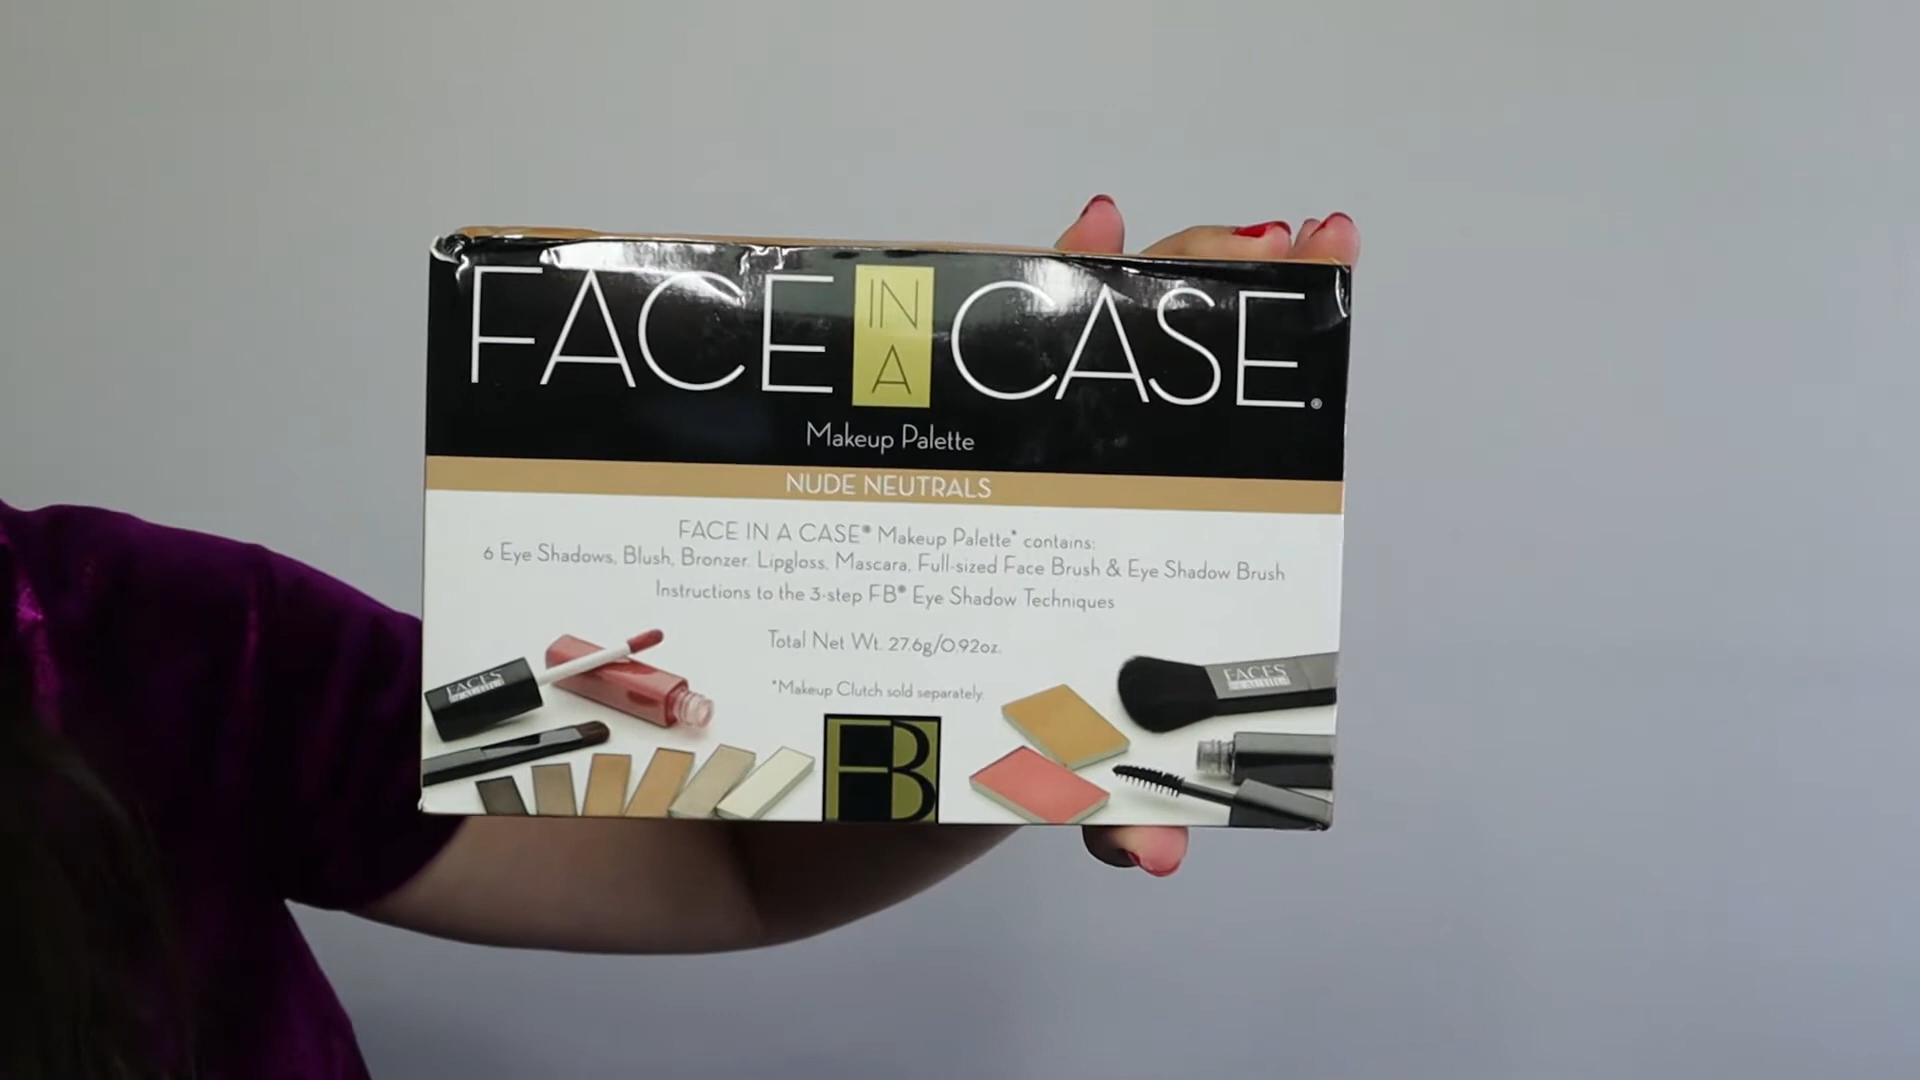 FACE IN A CASE®
Makeup Palette
NUDE NEUTRALS
FACE IN A CASE® Makeup Palette* contains:
6 Eye Shadows, Blush, Bronzer, Lipgloss, Mascara, Full-sized Face Brush & Eye Shadow Brush
Instructions to the 3-step FB® Eye Shadow Techniques
Total Net Wt. 27.6g/0.92oz.
*Makeup Clutch sold separately.
FACES
FACES
FB